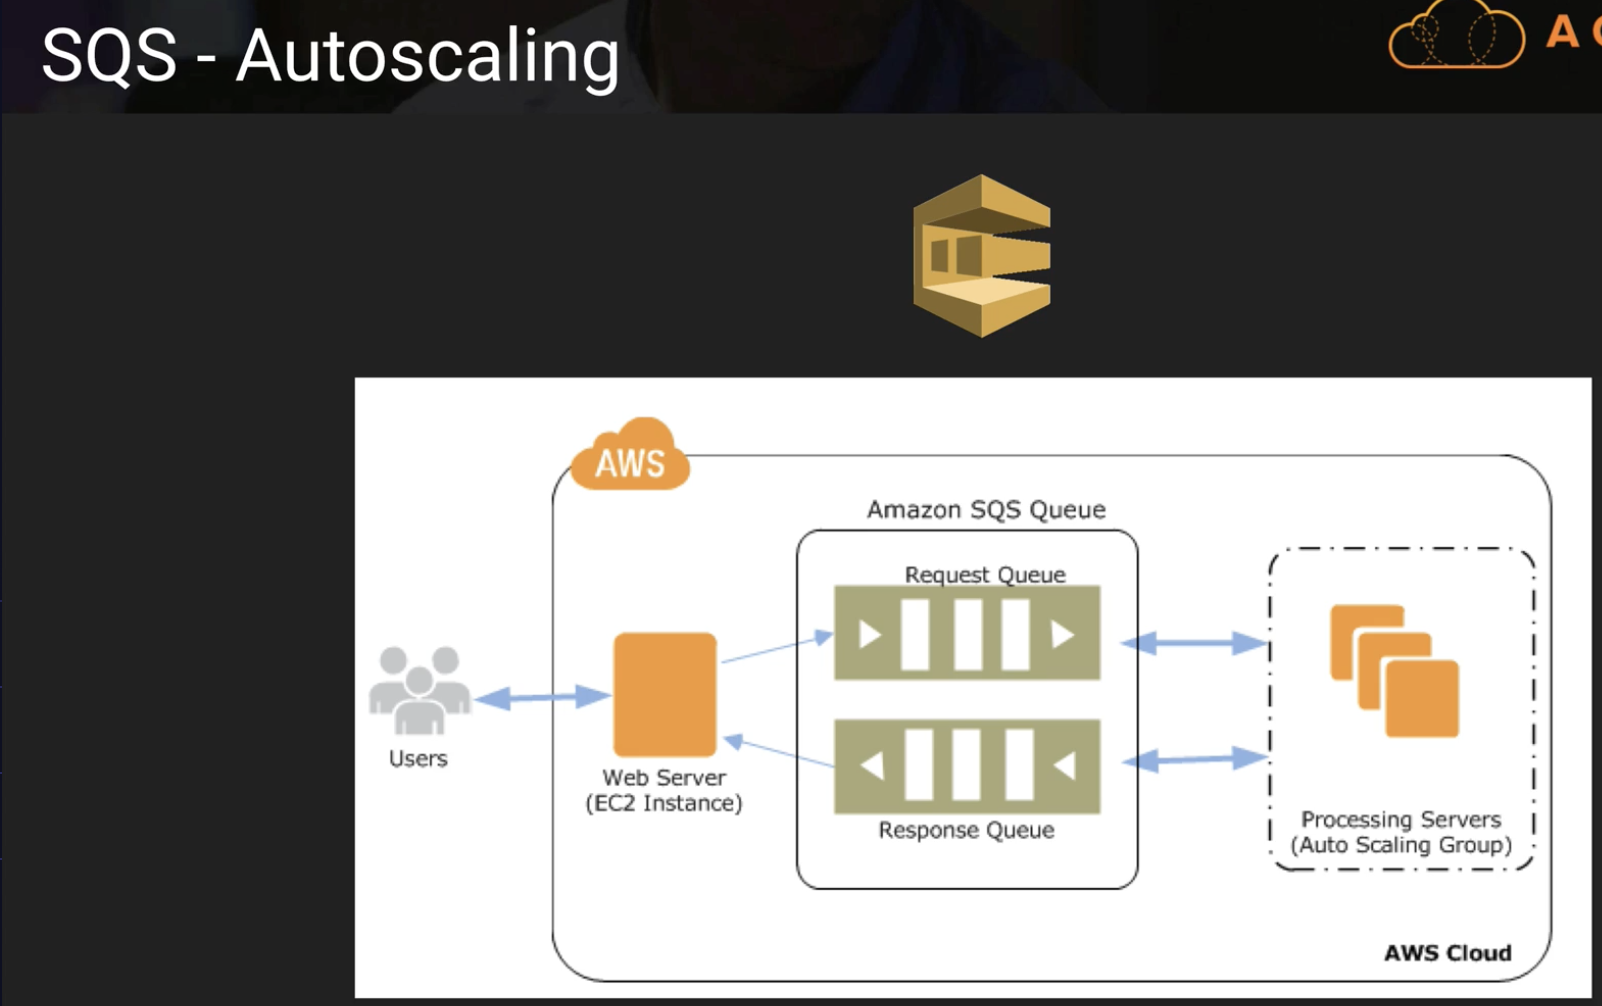 SQS - Autoscaling
A
AWS
Amazon SQS Queue
Request Queue
Response Queue
Users
Web Server
(EC2 Instance)
Processing Servers
(Auto Scaling Group)
AWS Cloud